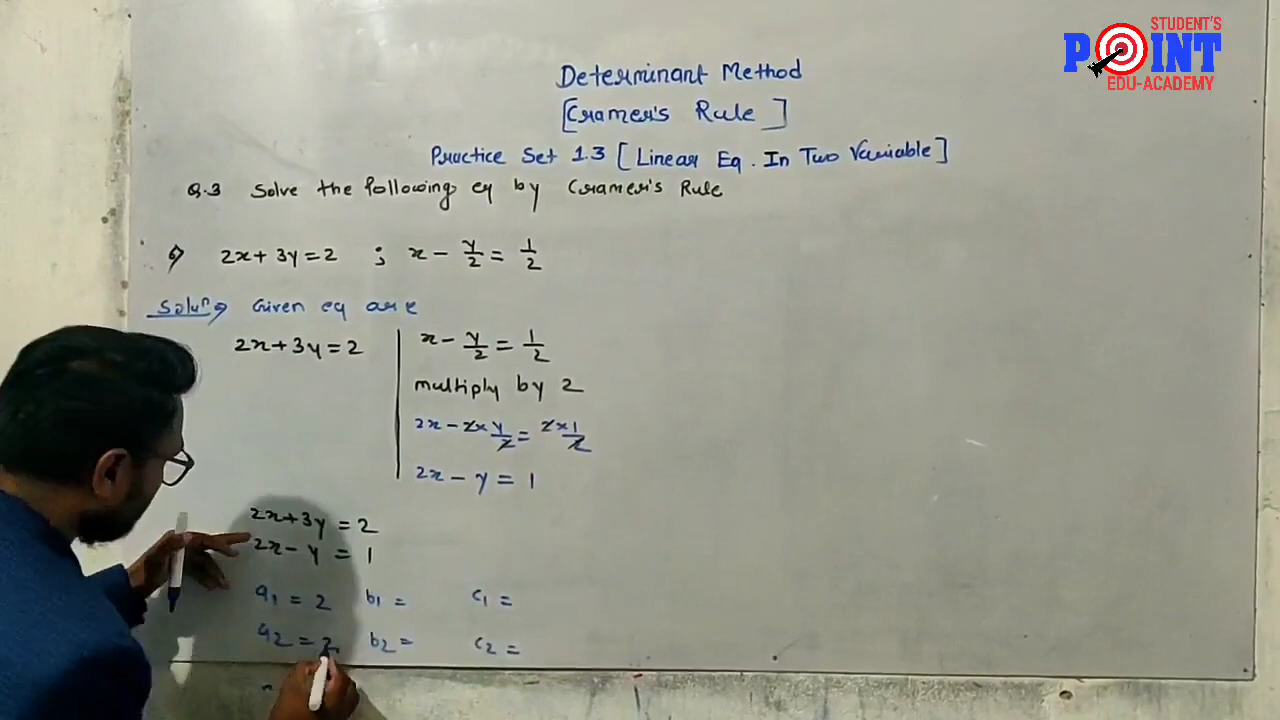 STUDENT'S
POINT
EDU-ACADEMY
Determinant Method
[Cramer's Rule]
Practice Set 1.3 [Linear Eq. In Two Variable]
Q.3 Solve the following eq by Cramer's Rule
2x + 3y = 2 ; x - y/2 = 1/2
Soluⁿ Given eq are
2x + 3y = 2 | x - y/2 = 1/2
multiply by 2
2x - 2 × y/2 = 2 × 1/2
2x - y = 1
2x + 3y = 2
2x - y = 1
a₁ = 2 b₁ = c₁ =
a₂ = 2 b₂ = c₂ =